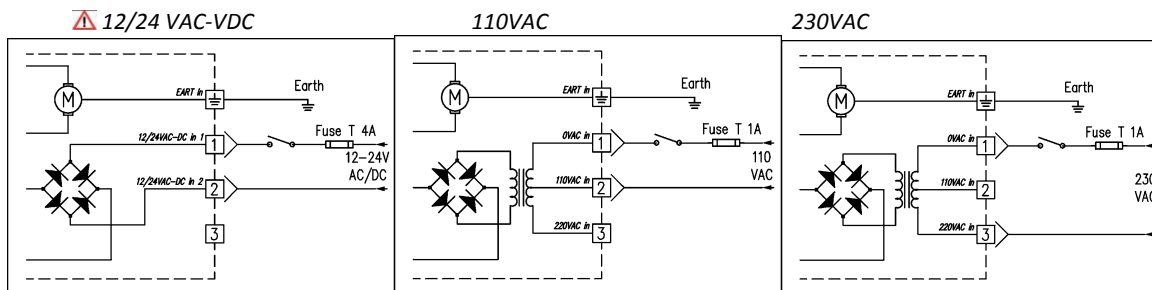 12/24 VAC-VDC
M
EART in
Earth
12/24VAC-DC in 1
1
Fuse T 4A
12-24V
AC/DC
12/24VAC-DC in 2
2
3
110VAC
M
EART in
Earth
0VAC in
1
Fuse T 1A
110
VAC
110VAC in
2
220VAC in
3
230VAC
M
EART in
Earth
0VAC in
1
Fuse T 1A
110VAC in
2
230
VAC
220VAC in
3